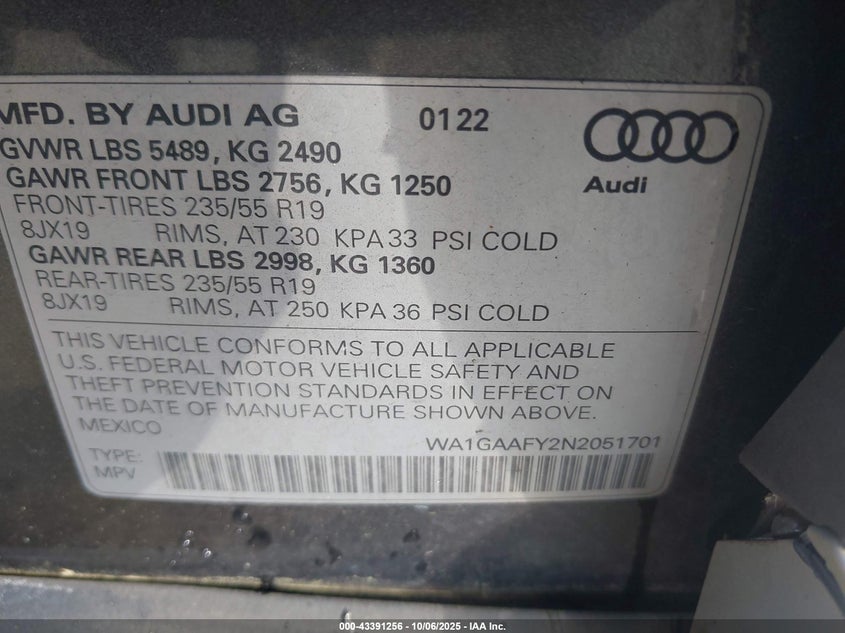 MFD. BY AUDI AG 0122
GVWR LBS 5489, KG 2490
GAWR FRONT LBS 2756, KG 1250
Audi
FRONT-TIRES 235/55 R19
8JX19 RIMS, AT 230 KPA 33 PSI COLD
GAWR REAR LBS 2998, KG 1360
REAR-TIRES 235/55 R19
8JX19 RIMS, AT 250 KPA 36 PSI COLD
THIS VEHICLE CONFORMS TO ALL APPLICABLE
U.S. FEDERAL MOTOR VEHICLE SAFETY AND
THEFT PREVENTION STANDARDS IN EFFECT ON
THE DATE OF MANUFACTURE SHOWN ABOVE.
MEXICO
WA1GAAFY2N2051701
TYPE:
MPV
000-43391256 - 10/06/2025 - IAA Inc.